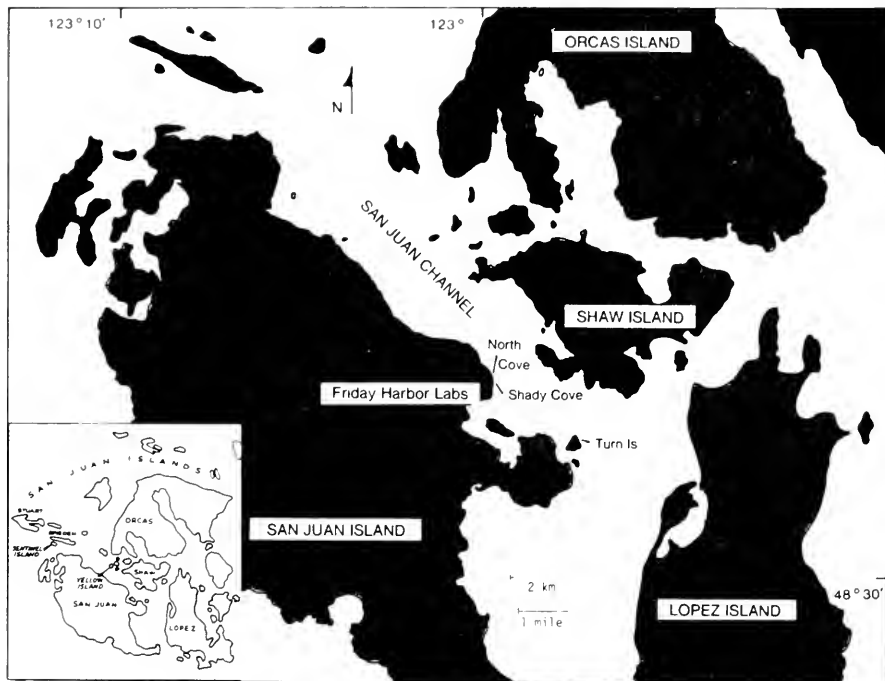 123° 10'
123°
ORCAS ISLAND
N
SAN JUAN CHANNEL
SHAW ISLAND
North
Cove
Friday Harbor Labs
Shady Cove
Turn Is
SAN JUAN ISLAND
2 km
1 mile
48° 30'
LOPEZ ISLAND
SAN JUAN ISLANDS
STUART
ORCAS
SENTINEL
ISLAND
SHAW
YELLOW
ISLAND
SAN JUAN
LOPEZ